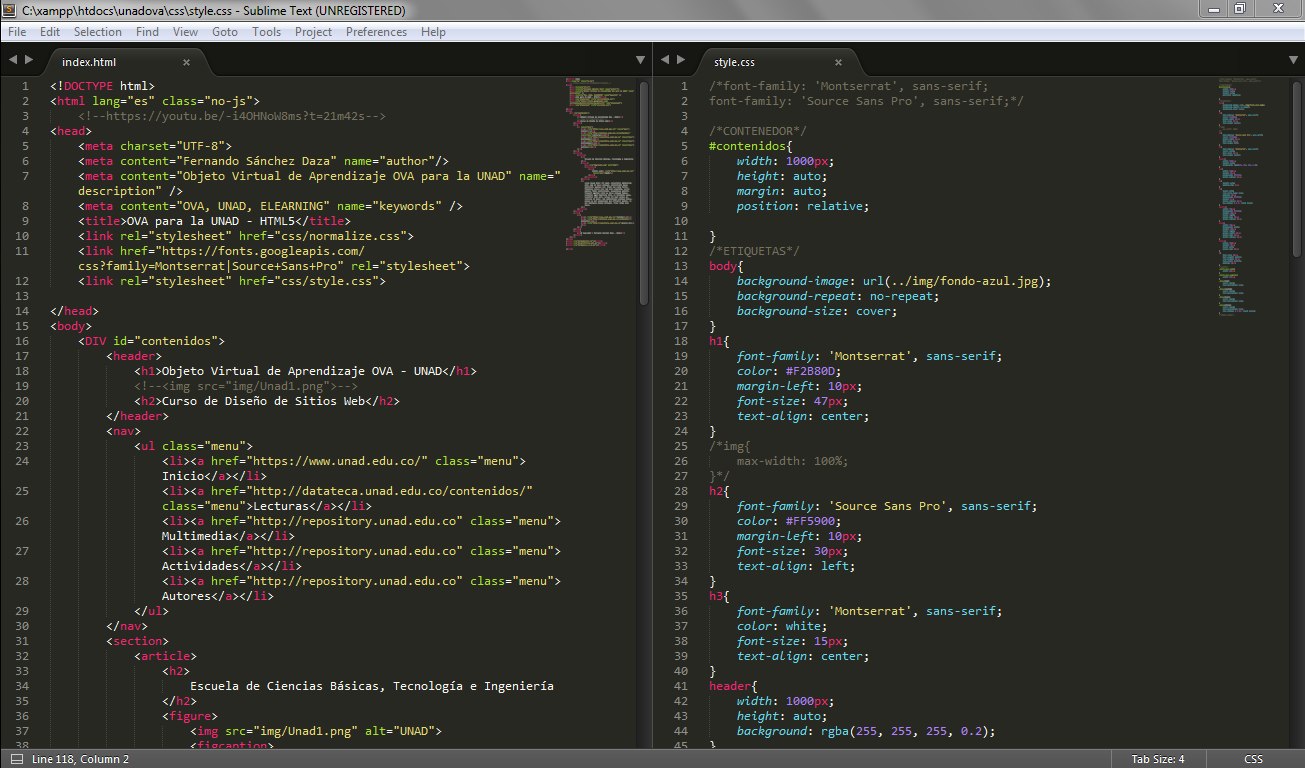 C:\xampp\htdocs\unadova\css\style.css - Sublime Text (UNREGISTERED)
File Edit Selection Find View Goto Tools Project Preferences Help
index.html
1 <!DOCTYPE html>
2 <html lang="es" class="no-js">
3 <!--https://youtu.be/-i4OHNoW8ms?t=21m42s-->
4 <head>
5 <meta charset="UTF-8">
6 <meta content="Fernando Sánchez Daza" name="author"/>
7 <meta content="Objeto Virtual de Aprendizaje OVA para la UNAD" name="
description" />
8 <meta content="OVA, UNAD, ELEARNING" name="keywords" />
9 <title>OVA para la UNAD - HTML5</title>
10 <link rel="stylesheet" href="css/normalize.css">
11 <link href="https://fonts.googleapis.com/
css?family=Montserrat|Source+Sans+Pro" rel="stylesheet">
12 <link rel="stylesheet" href="css/style.css">
13
14 </head>
15 <body>
16 <DIV id="contenidos">
17 <header>
18 <h1>Objeto Virtual de Aprendizaje OVA - UNAD</h1>
19 <!--<img src="img/Unad1.png">-->
20 <h2>Curso de Diseño de Sitios Web</h2>
21 </header>
22 <nav>
23 <ul class="menu">
24 <li><a href="https://www.unad.edu.co/" class="menu">
Inicio</a></li>
25 <li><a href="http://datateca.unad.edu.co/contenidos/"
class="menu">Lecturas</a></li>
26 <li><a href="http://repository.unad.edu.co" class="menu">
Multimedia</a></li>
27 <li><a href="http://repository.unad.edu.co" class="menu">
Actividades</a></li>
28 <li><a href="http://repository.unad.edu.co" class="menu">
Autores</a></li>
29 </ul>
30 </nav>
31 <section>
32 <article>
33 <h2>
34 Escuela de Ciencias Básicas, Tecnología e Ingeniería
35 </h2>
36 <figure>
37 <img src="img/Unad1.png" alt="UNAD">
38 <figcaption>
style.css
1 /*font-family: 'Montserrat', sans-serif;
2 font-family: 'Source Sans Pro', sans-serif;*/
3
4 /*CONTENEDOR*/
5 #contenidos{
6 width: 1000px;
7 height: auto;
8 margin: auto;
9 position: relative;
10
11 }
12 /*ETIQUETAS*/
13 body{
14 background-image: url(../img/fondo-azul.jpg);
15 background-repeat: no-repeat;
16 background-size: cover;
17 }
18 h1{
19 font-family: 'Montserrat', sans-serif;
20 color: #F2B80D;
21 margin-left: 10px;
22 font-size: 47px;
23 text-align: center;
24 }
25 /*img{
26 max-width: 100%;
27 }*/
28 h2{
29 font-family: 'Source Sans Pro', sans-serif;
30 color: #FF5900;
31 margin-left: 10px;
32 font-size: 30px;
33 text-align: left;
34 }
35 h3{
36 font-family: 'Montserrat', sans-serif;
37 color: white;
38 font-size: 15px;
39 text-align: center;
40 }
41 header{
42 width: 1000px;
43 height: auto;
44 background: rgba(255, 255, 255, 0.2);
45 }
Line 118, Column 2 Tab Size: 4 CSS